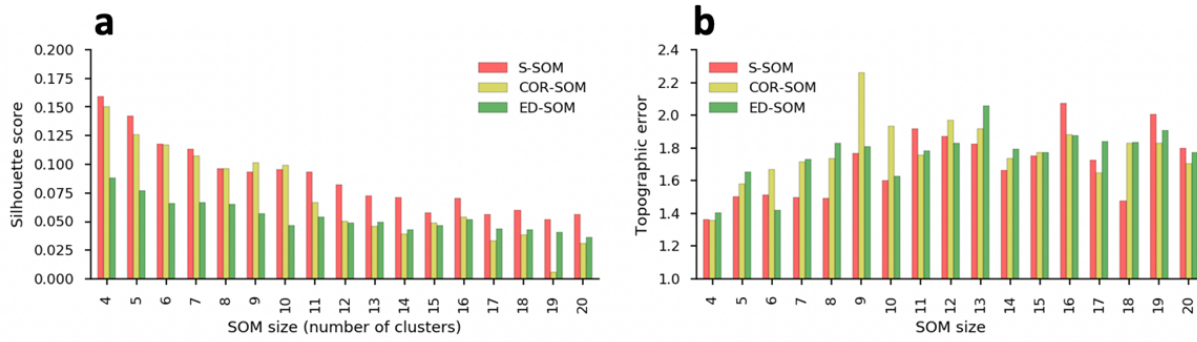 a
Silhouette score
0.200
0.175
0.150
0.125
0.100
0.075
0.050
0.025
0.000
S-SOM
COR-SOM
ED-SOM
4 5 6 7 8 9 10 11 12 13 14 15 16 17 18 19 20
SOM size (number of clusters)
b
Topographic error
2.4
2.2
2.0
1.8
1.6
1.4
1.2
1.0
S-SOM
COR-SOM
ED-SOM
4 5 6 7 8 9 10 11 12 13 14 15 16 17 18 19 20
SOM size